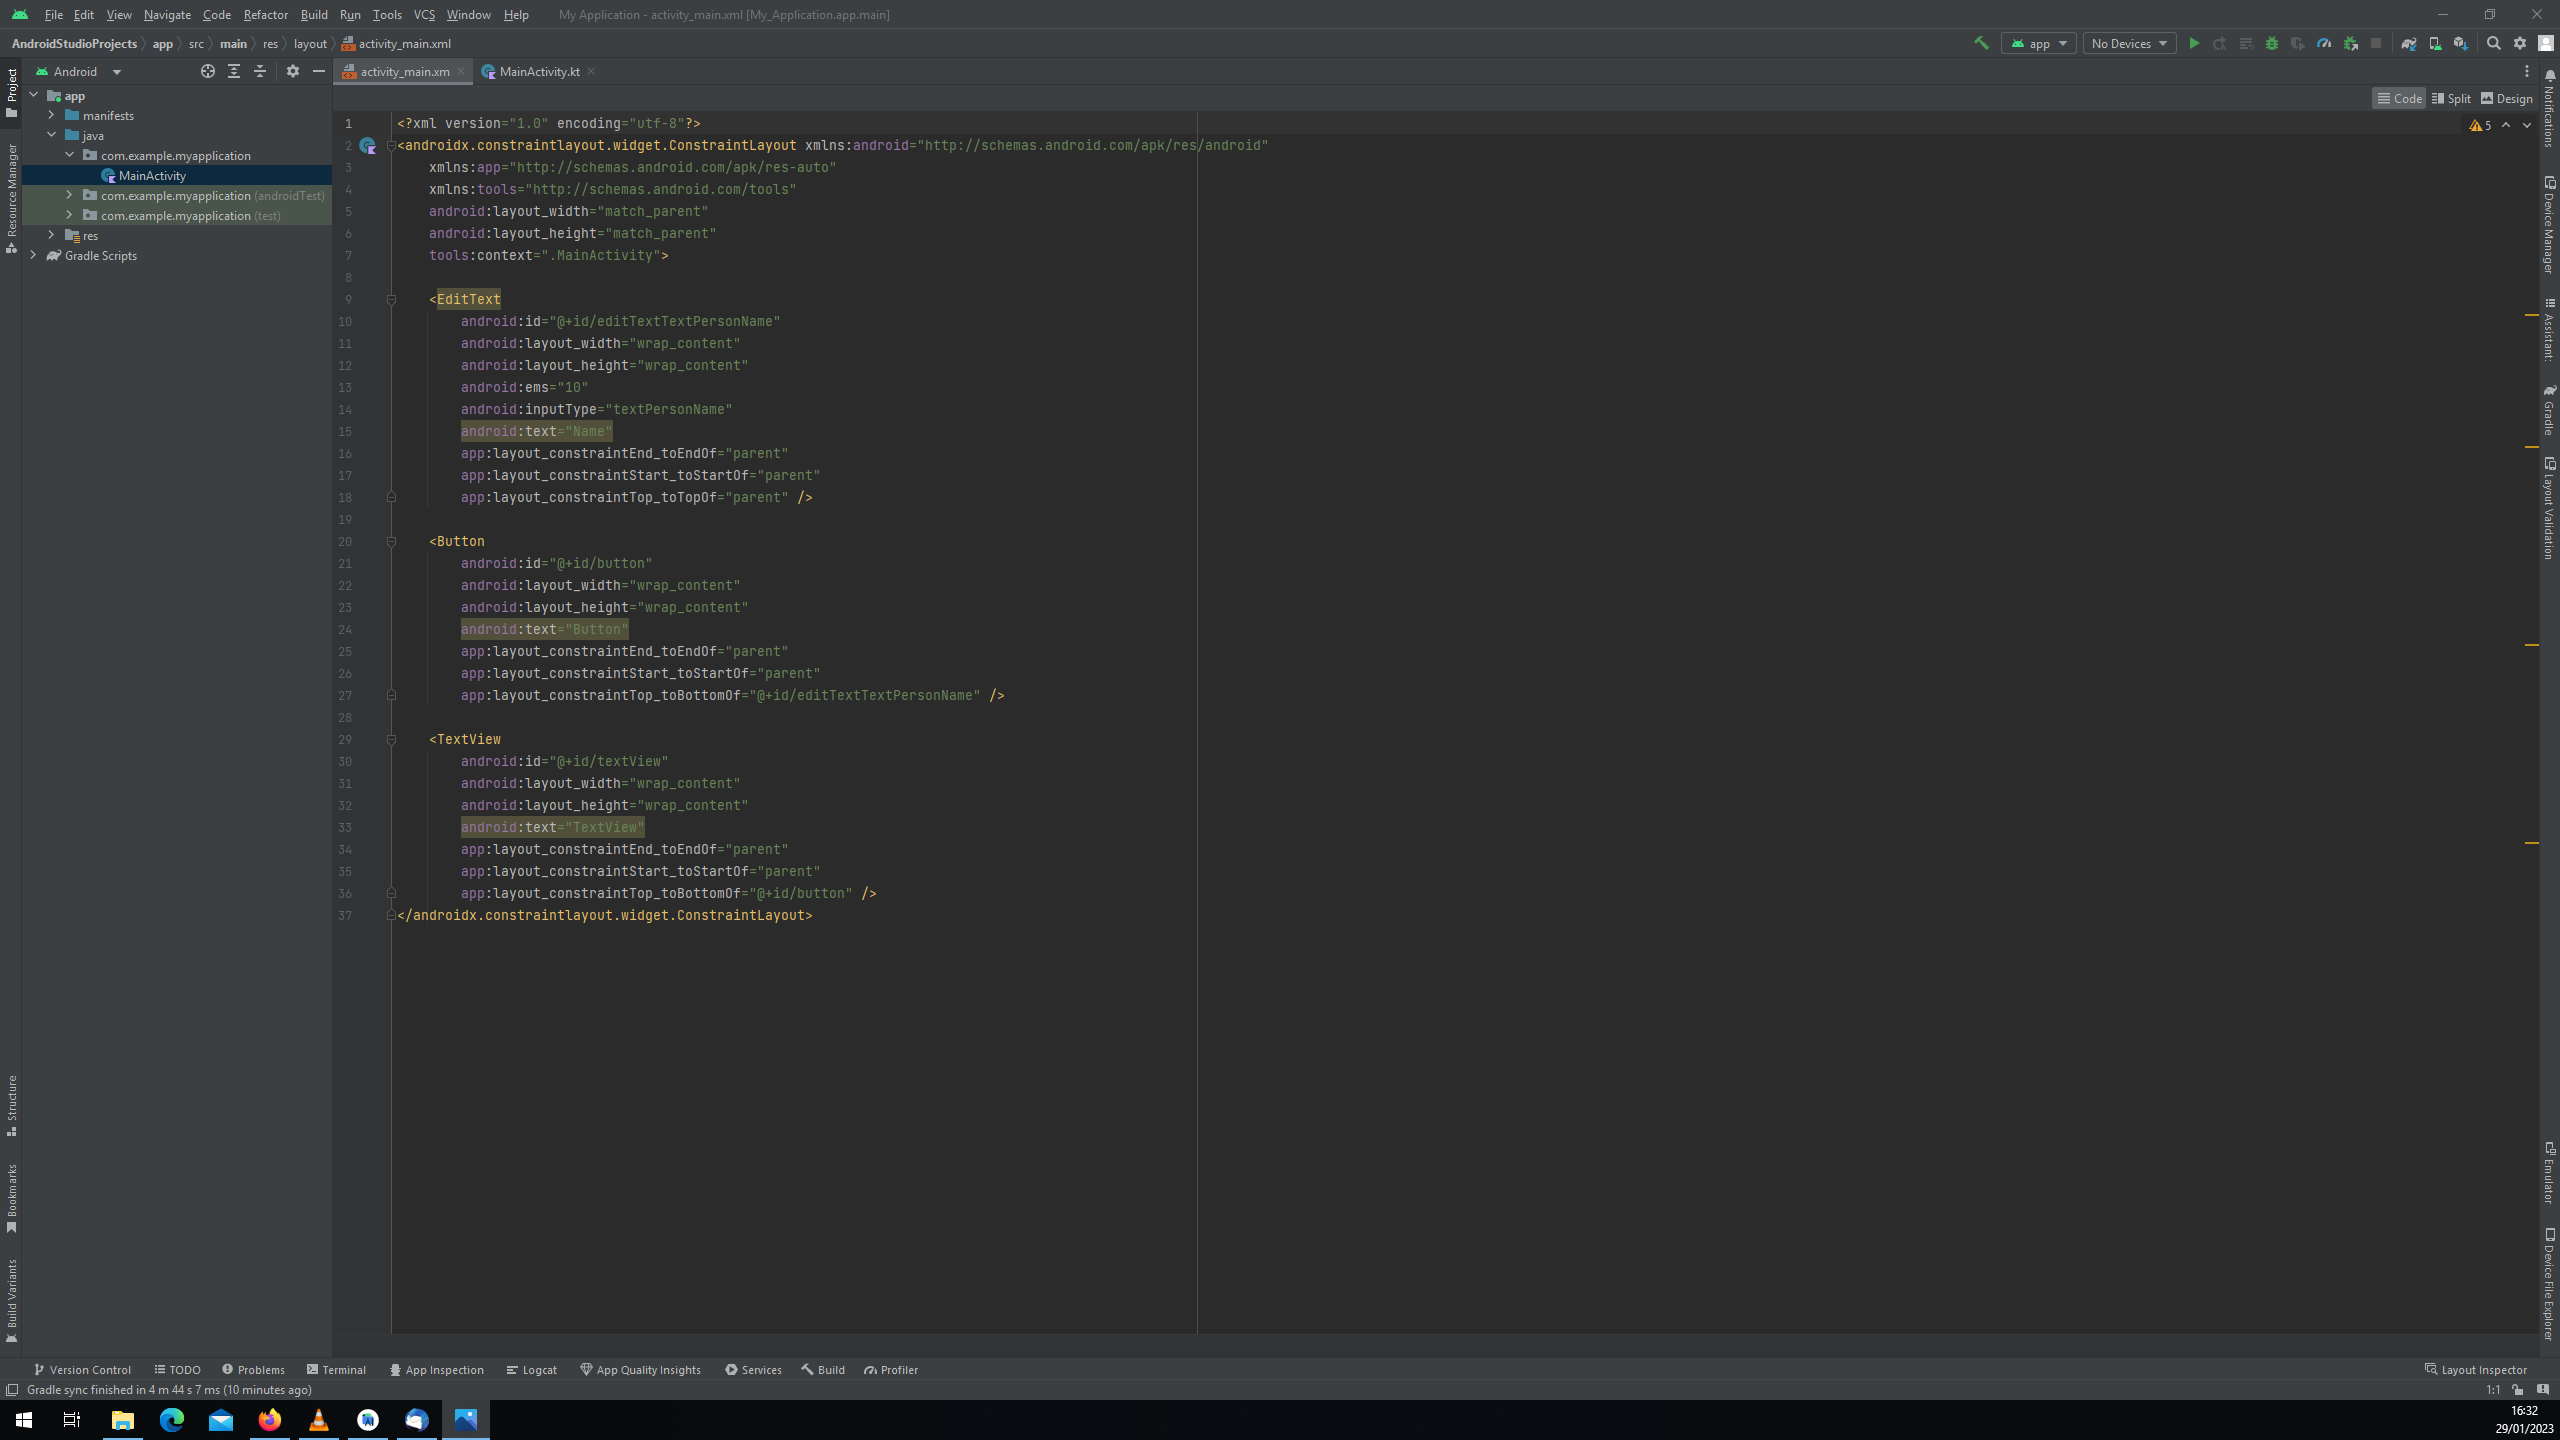 File Edit View Navigate Code Refactor Build Run Tools VCS Window Help My Application - activity_main.xml [My_Application.app.main]
AndroidStudioProjects app src main res layout activity_main.xml app No Devices
Android activity_main.xm MainActivity.kt
Code Split Design
app
manifests
java
com.example.myapplication
MainActivity
com.example.myapplication (androidTest)
com.example.myapplication (test)
res
Gradle Scripts
5
1 <?xml version="1.0" encoding="utf-8"?>
2 <androidx.constraintlayout.widget.ConstraintLayout xmlns:android="http://schemas.android.com/apk/res/android"
3 xmlns:app="http://schemas.android.com/apk/res-auto"
4 xmlns:tools="http://schemas.android.com/tools"
5 android:layout_width="match_parent"
6 android:layout_height="match_parent"
7 tools:context=".MainActivity">
8
9 <EditText
10 android:id="@+id/editTextTextPersonName"
11 android:layout_width="wrap_content"
12 android:layout_height="wrap_content"
13 android:ems="10"
14 android:inputType="textPersonName"
15 android:text="Name"
16 app:layout_constraintEnd_toEndOf="parent"
17 app:layout_constraintStart_toStartOf="parent"
18 app:layout_constraintTop_toTopOf="parent" />
19
20 <Button
21 android:id="@+id/button"
22 android:layout_width="wrap_content"
23 android:layout_height="wrap_content"
24 android:text="Button"
25 app:layout_constraintEnd_toEndOf="parent"
26 app:layout_constraintStart_toStartOf="parent"
27 app:layout_constraintTop_toBottomOf="@+id/editTextTextPersonName" />
28
29 <TextView
30 android:id="@+id/textView"
31 android:layout_width="wrap_content"
32 android:layout_height="wrap_content"
33 android:text="TextView"
34 app:layout_constraintEnd_toEndOf="parent"
35 app:layout_constraintStart_toStartOf="parent"
36 app:layout_constraintTop_toBottomOf="@+id/button" />
37 </androidx.constraintlayout.widget.ConstraintLayout>
Project
Resource Manager
Structure
Bookmarks
Build Variants
Notifications
Device Manager
Assistant:
Gradle
Layout Validation
Emulator
Device File Explorer
Version Control TODO Problems Terminal App Inspection Logcat App Quality Insights Services Build Profiler Layout Inspector
Gradle sync finished in 4 m 44 s 7 ms (10 minutes ago) 1:1
16:32
29/01/2023